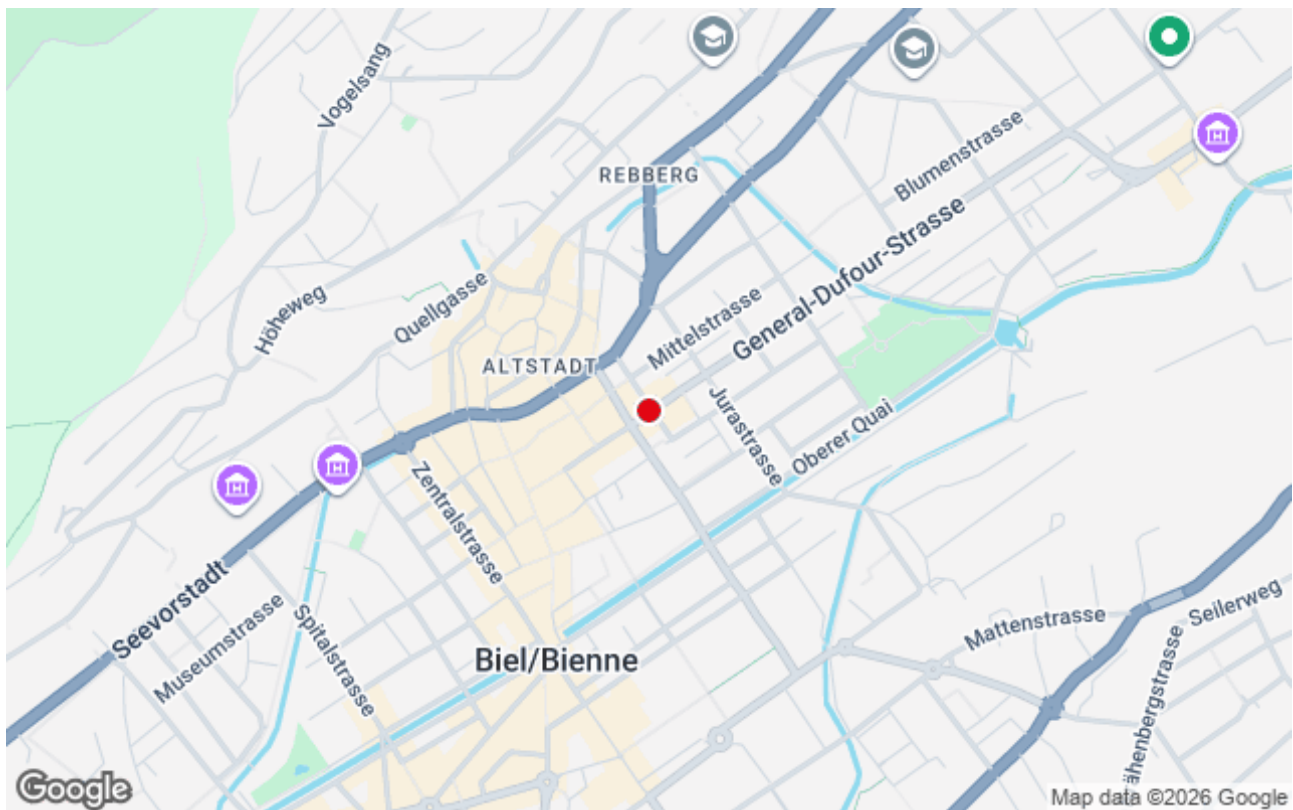 Vogelsang
REBBERG
Blumenstrasse
Höheweg
Quellgasse
General-Dufour-Strasse
Mittelstrasse
ALTSTADT
Jurastrasse
Oberer Quai
Zentralstrasse
Seevorstadt
Museumstrasse
Spitalstrasse
Biel/Bienne
Mattenstrasse
Seilerweg
ähenbergstrasse
Google
Map data ©2026 Google